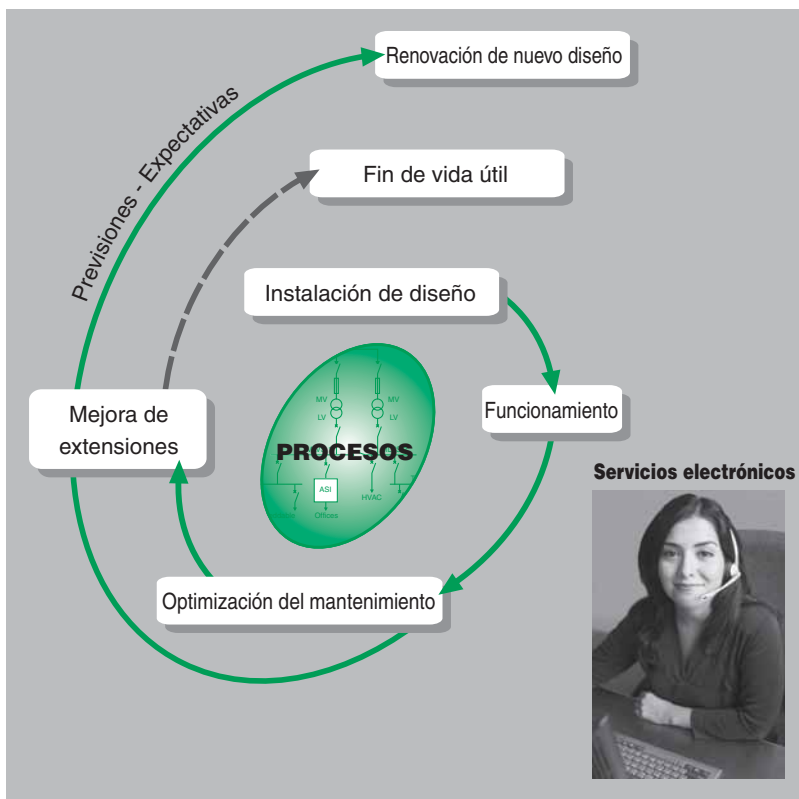 Renovación de nuevo diseño
Previsiones - Expectativas
Fin de vida útil
Instalación de diseño
MV
MV
LV
LV
Funcionamiento
Mejora de
extensiones
PROCESOS
ASI
HVAC
Offices
Servicios electrónicos
Optimización del mantenimiento